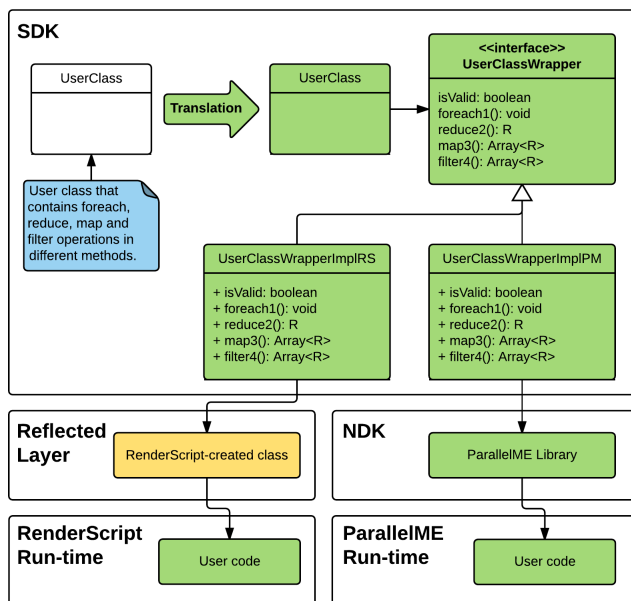 SDK
UserClass
Translation
UserClass
<<interface>>
UserClassWrapper
isValid: boolean
foreach1(): void
reduce2(): R
map3(): Array<R>
filter4(): Array<R>
User class that
contains foreach,
reduce, map and
filter operations in
different methods.
UserClassWrapperImplRS
+ isValid: boolean
+ foreach1(): void
+ reduce2(): R
+ map3(): Array<R>
+ filter4(): Array<R>
UserClassWrapperImplPM
+ isValid: boolean
+ foreach1(): void
+ reduce2(): R
+ map3(): Array<R>
+ filter4(): Array<R>
Reflected
Layer
RenderScript-created class
NDK
ParallelME Library
RenderScript
Run-time
User code
ParallelME
Run-time
User code